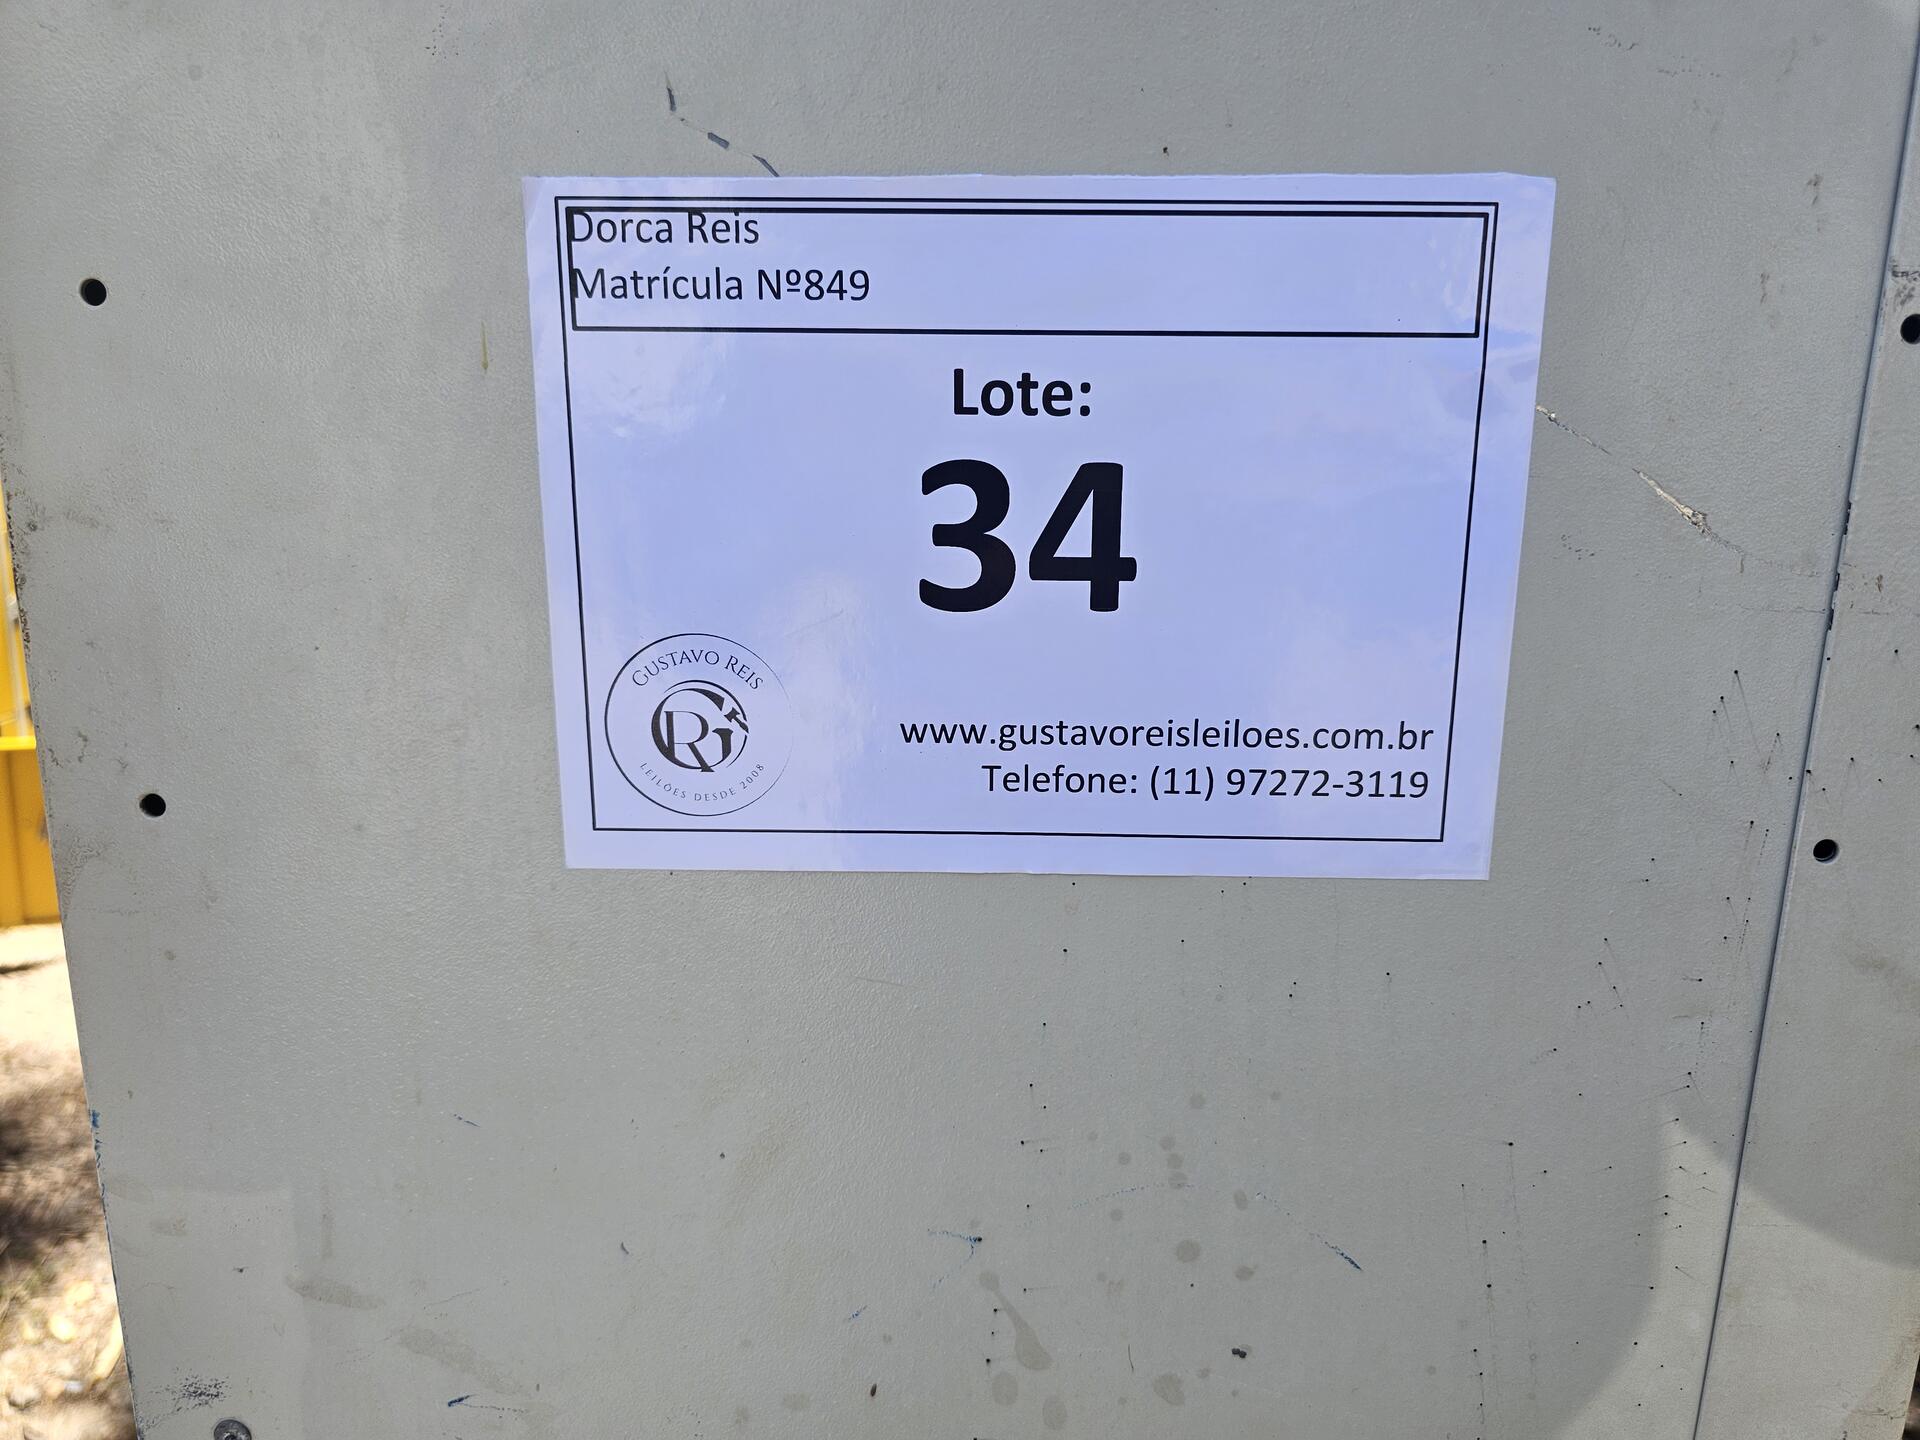 Dorca Reis
Matrícula Nº849
Lote:
34
GUSTAVO REIS
GR
LEILÕES DESDE 2008
www.gustavoreisleiloes.com.br
Telefone: (11) 97272-3119